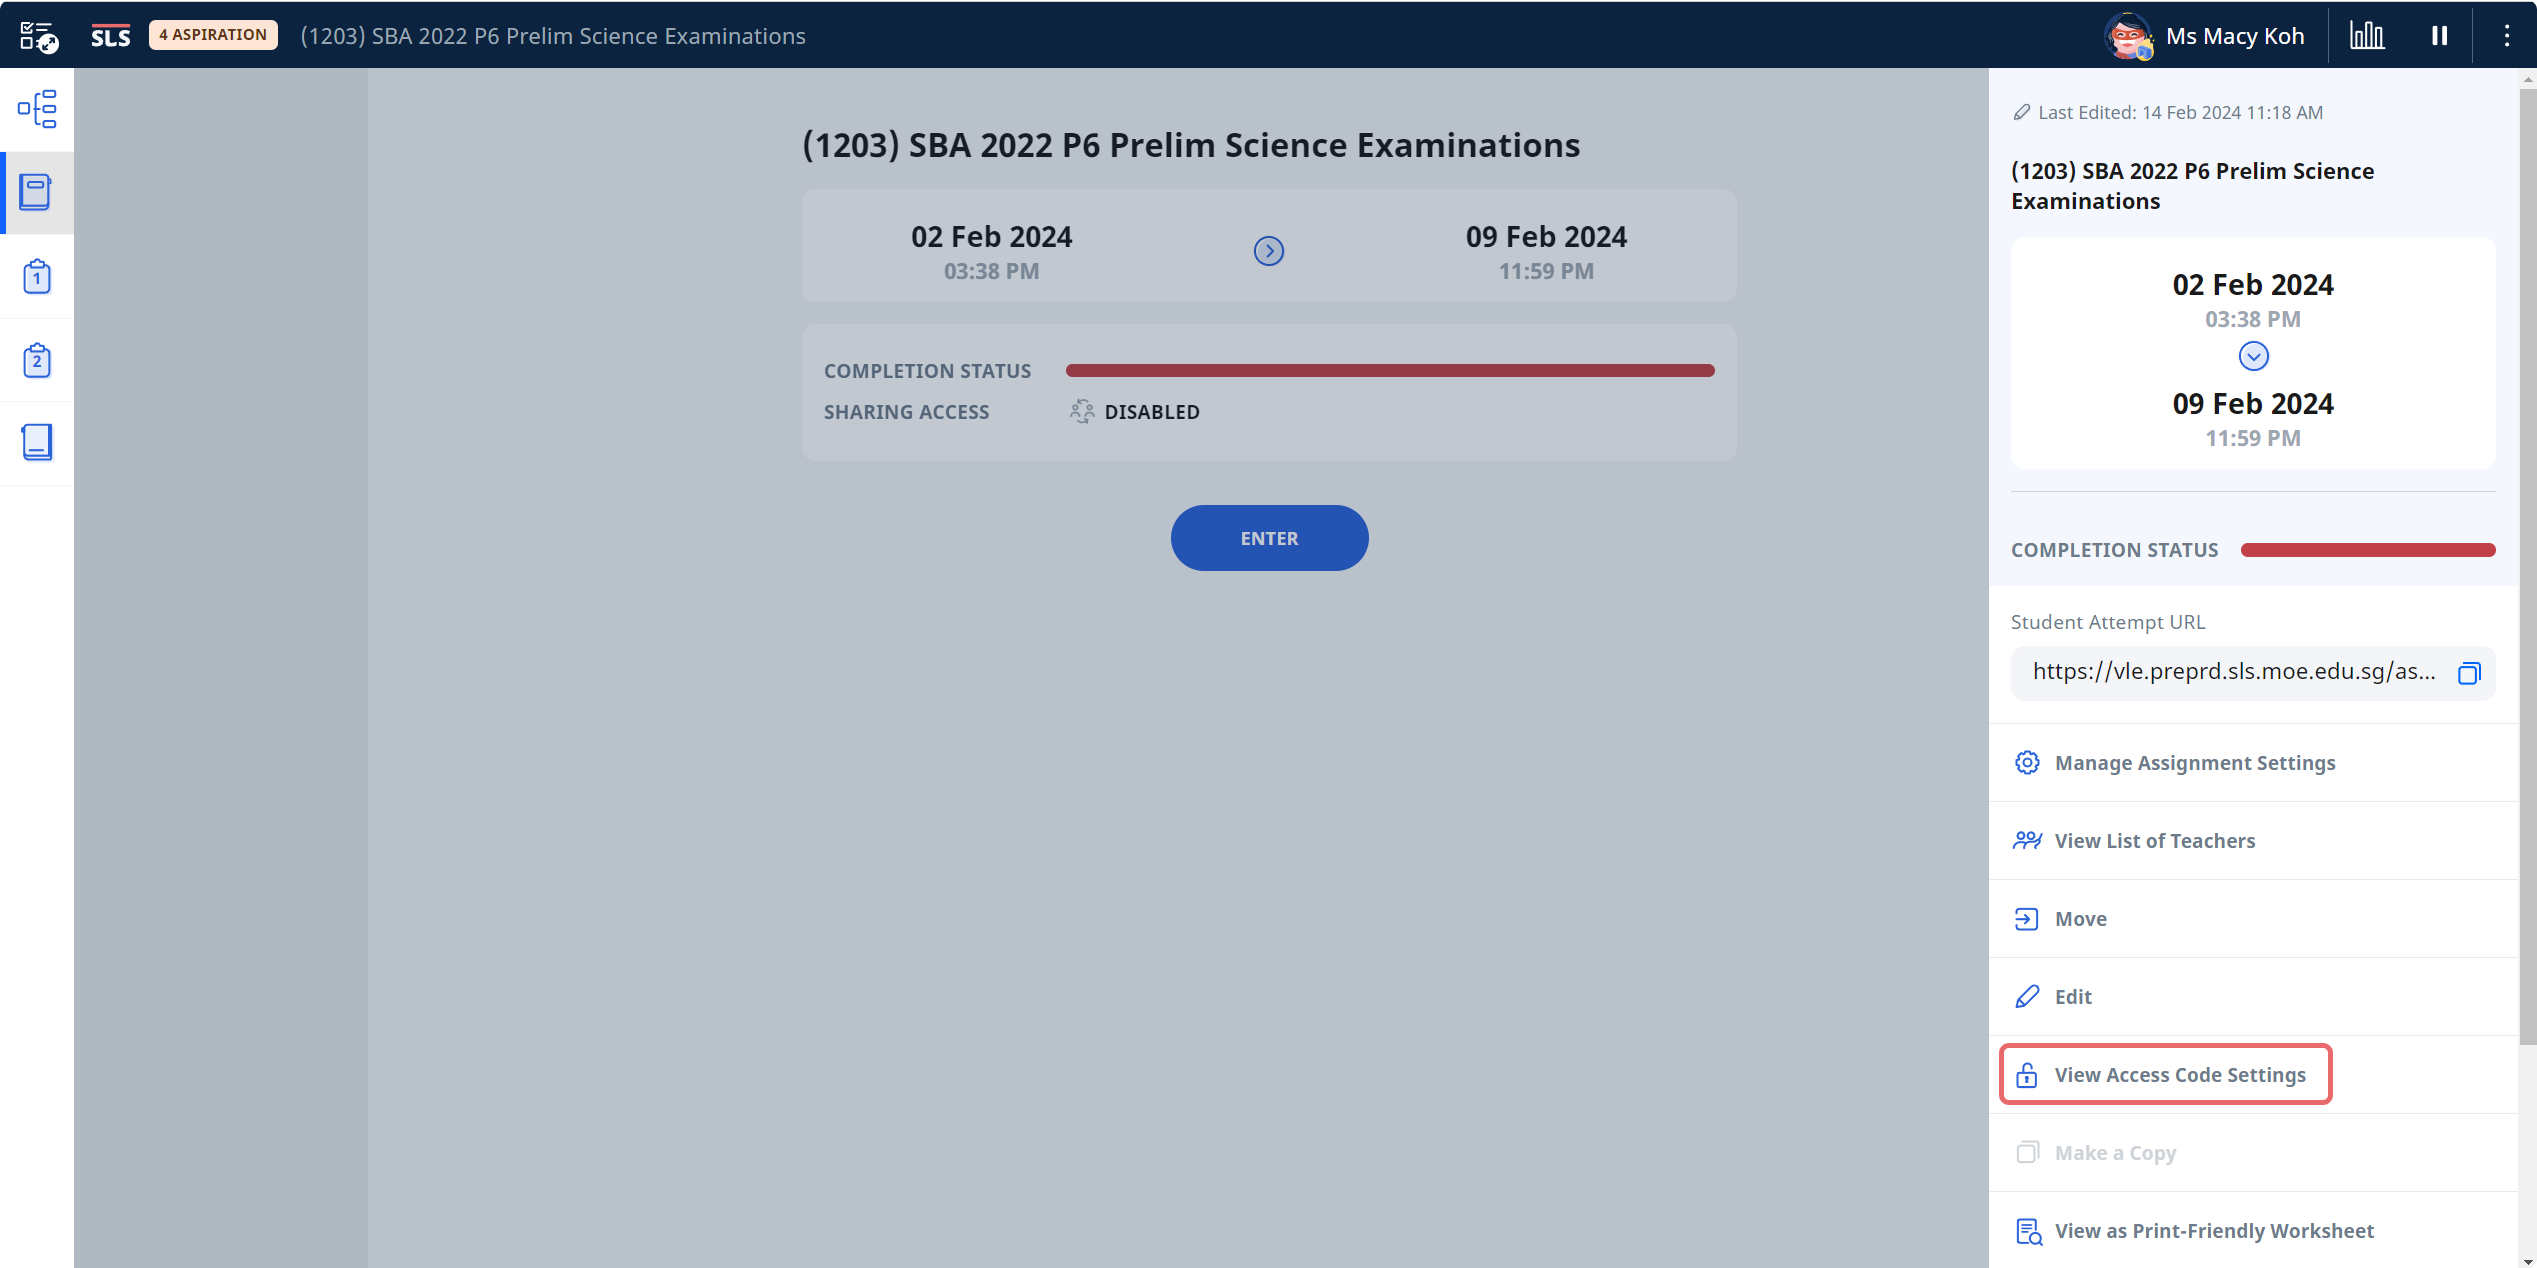 SLS
4 ASPIRATION
(1203) SBA 2022 P6 Prelim Science Examinations
Ms Macy Koh
1
2
(1203) SBA 2022 P6 Prelim Science Examinations
02 Feb 2024
03:38 PM
09 Feb 2024
11:59 PM
COMPLETION STATUS
SHARING ACCESS
DISABLED
ENTER
Last Edited: 14 Feb 2024 11:18 AM
(1203) SBA 2022 P6 Prelim Science
Examinations
02 Feb 2024
03:38 PM
09 Feb 2024
11:59 PM
COMPLETION STATUS
Student Attempt URL
https://vle.preprd.sls.moe.edu.sg/as...
Manage Assignment Settings
View List of Teachers
Move
Edit
View Access Code Settings
Make a Copy
View as Print-Friendly Worksheet